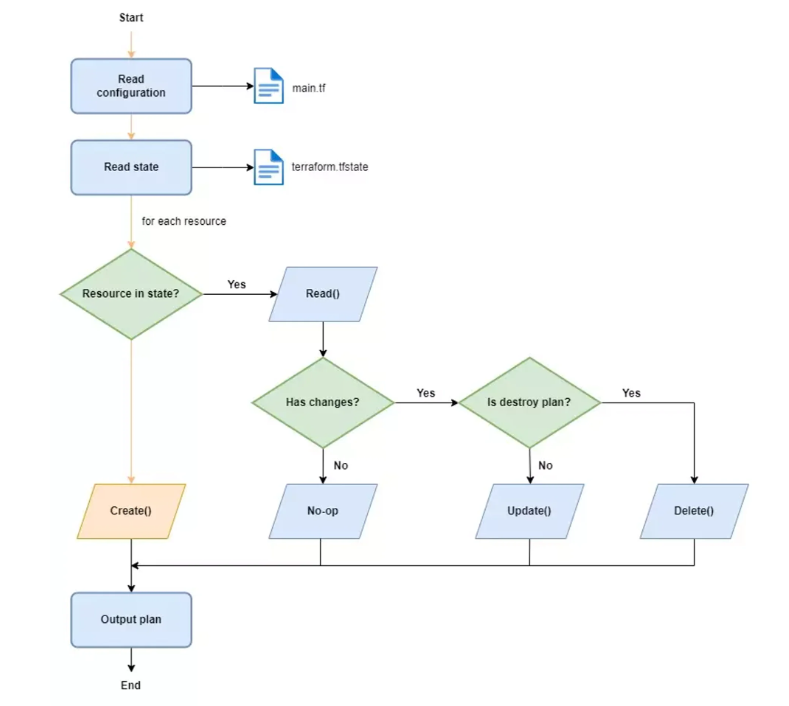 Start
Read
configuration
main.tf
Read state
terraform.tfstate
for each resource
Resource in state?
Yes
Read()
Has changes?
Yes
Is destroy plan?
Yes
No
No
Create()
No-op
Update()
Delete()
Output plan
End